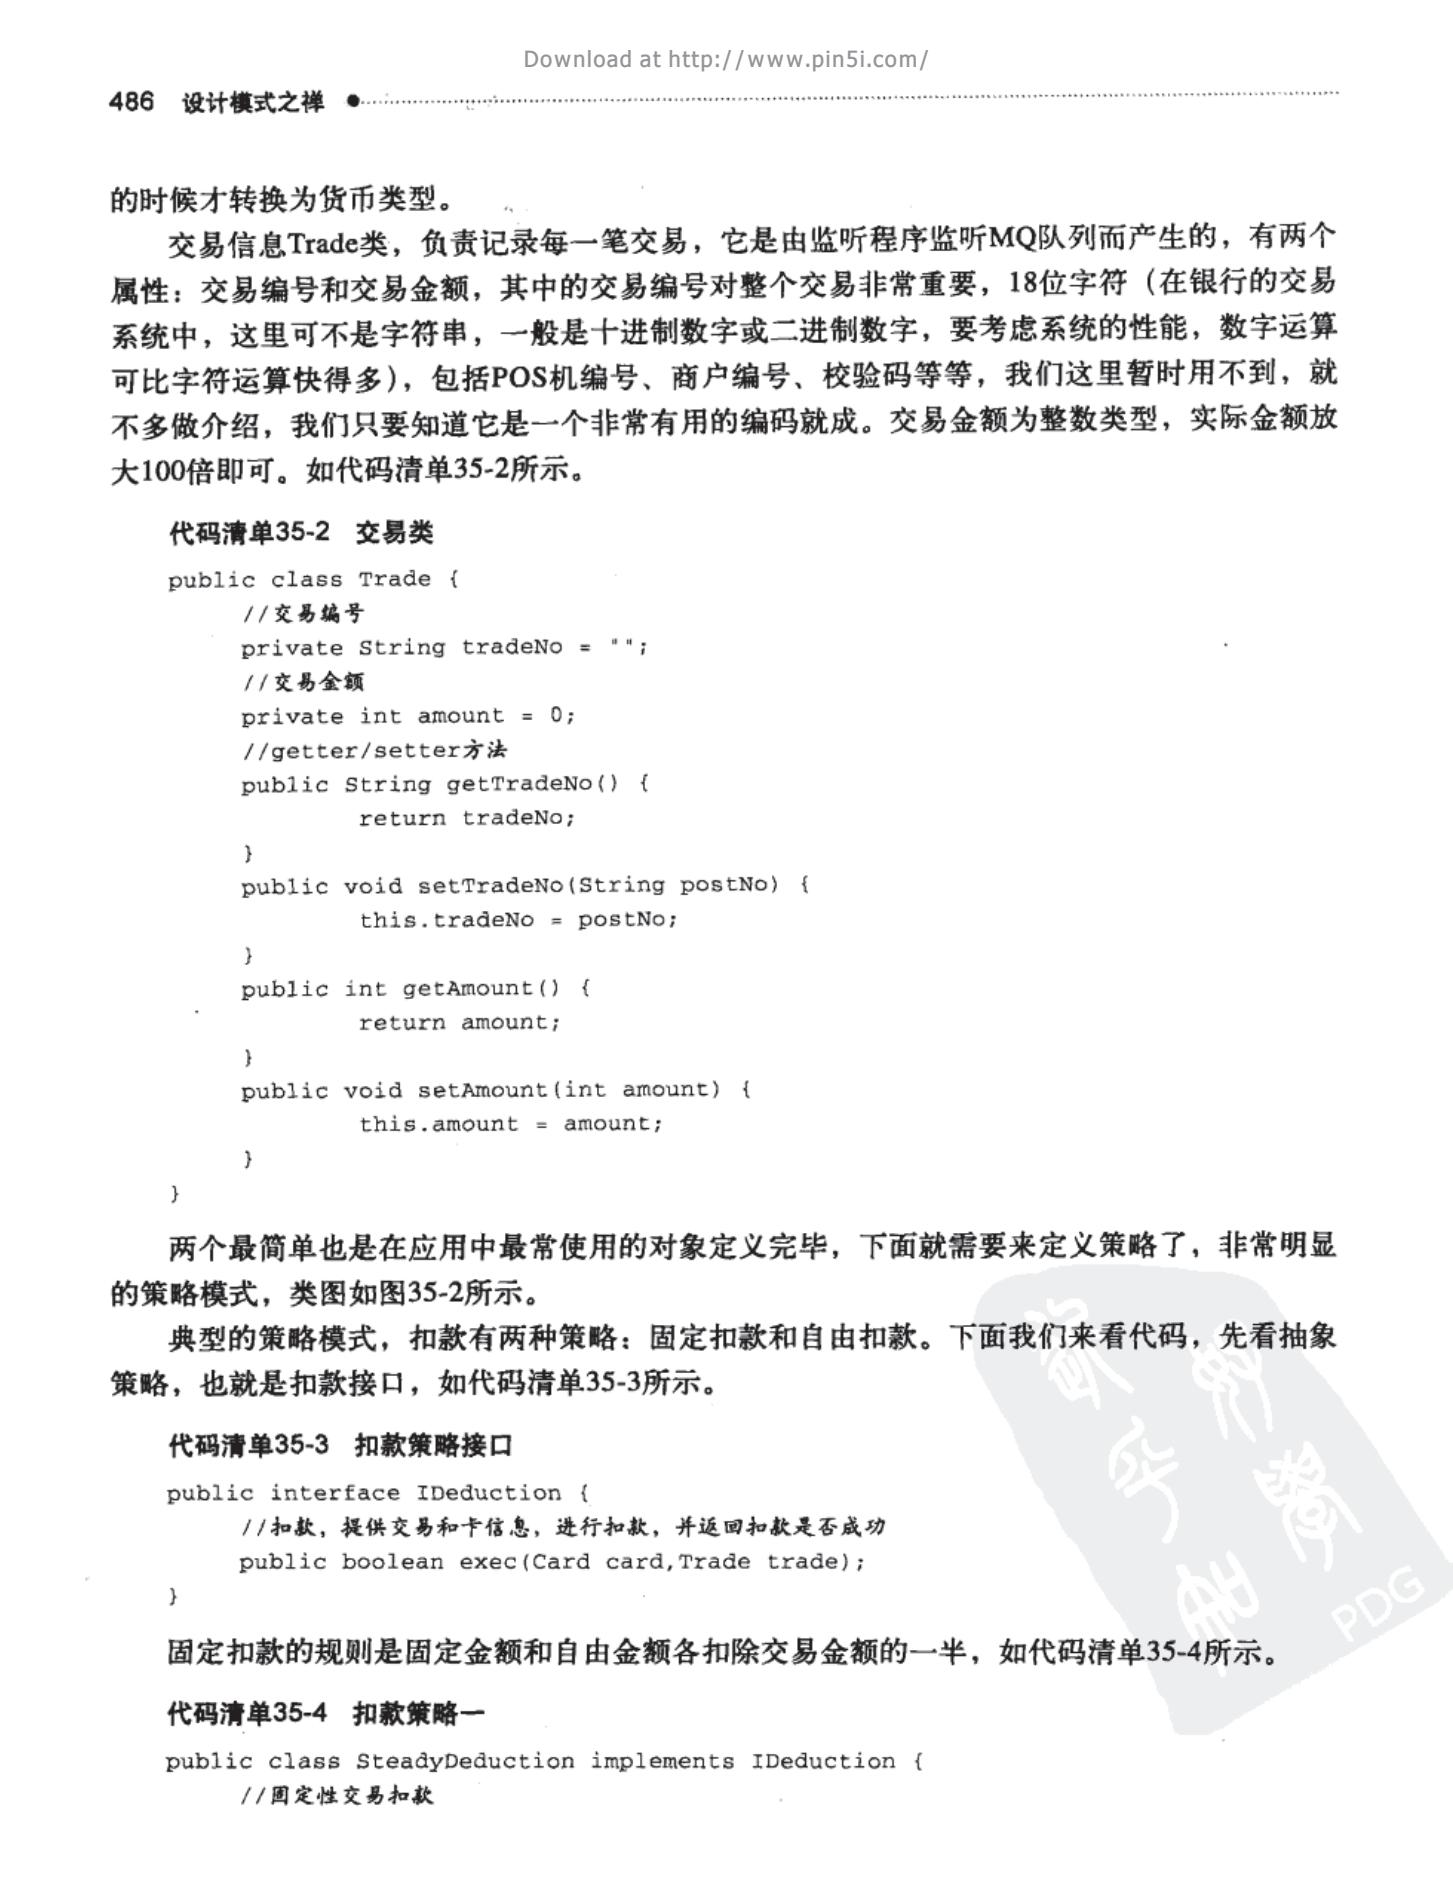 Download at http://www.pin5i.com/
486 设计模式之禅
的时候才转换为货币类型。
交易信息Trade类，负责记录每一笔交易，它是由监听程序监听MQ队列而产生的，有两个
属性：交易编号和交易金额，其中的交易编号对整个交易非常重要，18位字符（在银行的交易
系统中，这里可不是字符串，一般是十进制数字或二进制数字，要考虑系统的性能，数字运算
可比字符运算快得多），包括POS机编号、商户编号、校验码等等，我们这里暂时用不到，就
不多做介绍，我们只要知道它是一个非常有用的编码就成。交易金额为整数类型，实际金额放
大100倍即可。如代码清单35-2所示。
代码清单35-2 交易类
public class Trade {
//交易编号
private String tradeNo = "";
//交易金额
private int amount = 0;
//getter/setter方法
public String getTradeNo() {
return tradeNo;
}
public void setTradeNo(String postNo) {
this.tradeNo = postNo;
}
public int getAmount() {
return amount;
}
public void setAmount(int amount) {
this.amount = amount;
}
}
两个最简单也是在应用中最常使用的对象定义完毕，下面就需要来定义策略了，非常明显
的策略模式，类图如图35-2所示。
典型的策略模式，扣款有两种策略：固定扣款和自由扣款。下面我们来看代码，先看抽象
策略，也就是扣款接口，如代码清单35-3所示。
代码清单35-3 扣款策略接口
public interface IDeduction {
//扣款，提供交易和卡信息，进行扣款，并返回扣款是否成功
public boolean exec(Card card,Trade trade);
}
固定扣款的规则是固定金额和自由金额各扣除交易金额的一半，如代码清单35-4所示。
代码清单35-4 扣款策略一
public class SteadyDeduction implements IDeduction {
//固定性交易扣款
PDG